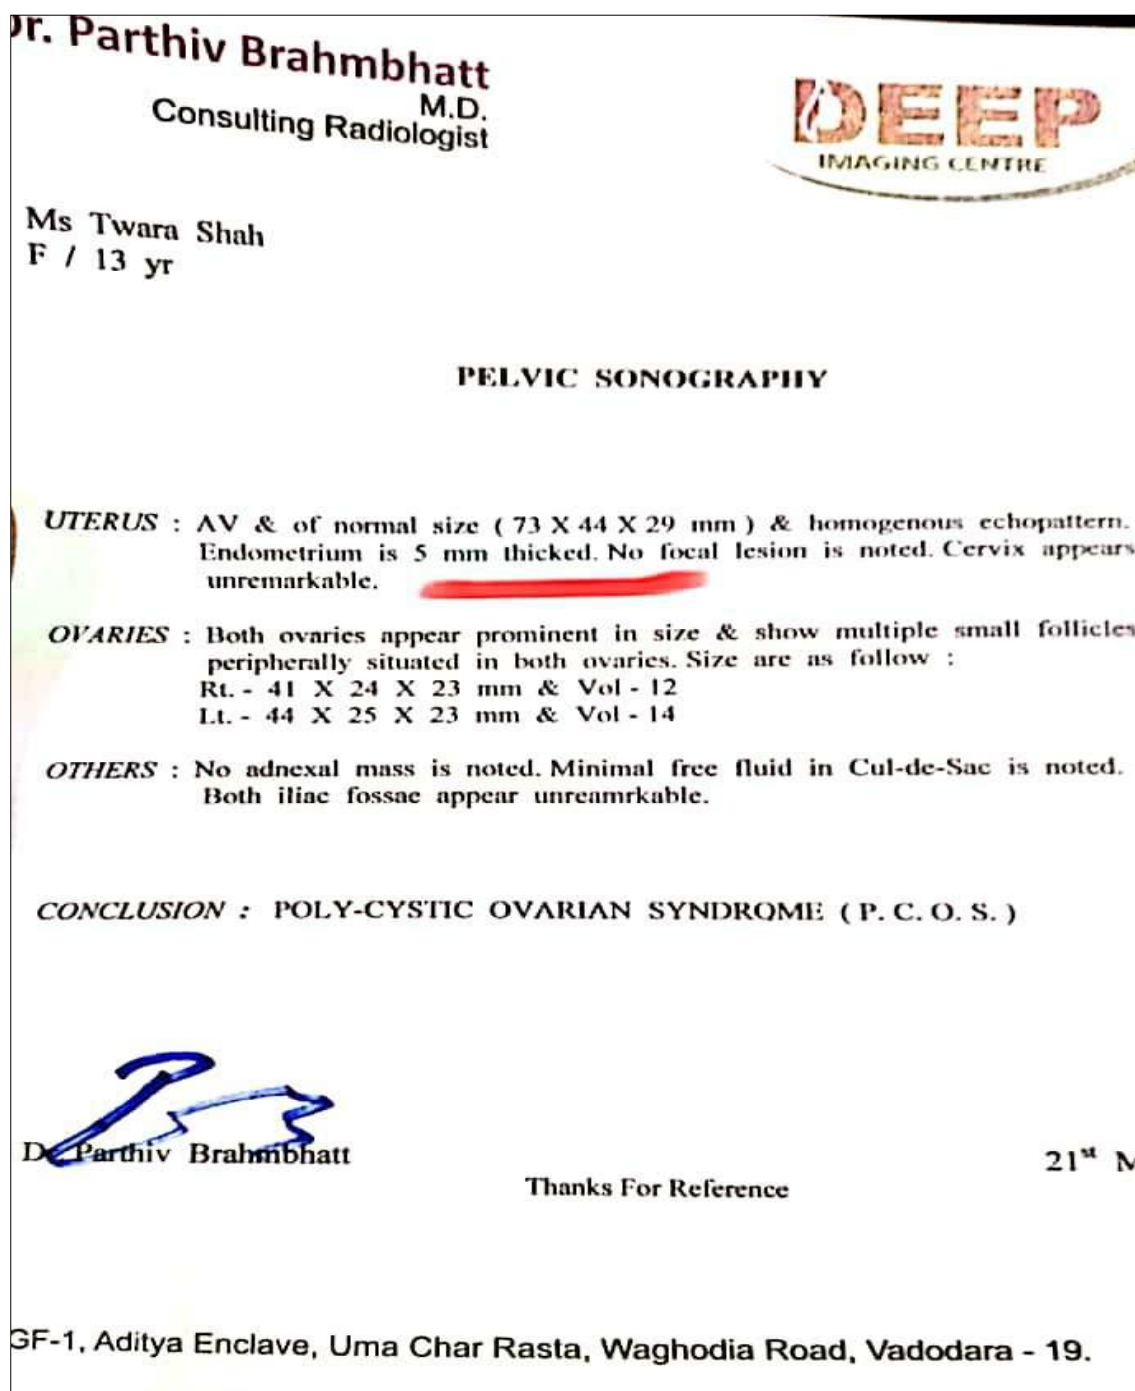 Dr. Parthiv Brahmbhatt
M.D.
Consulting Radiologist
DEEP
IMAGING CENTRE
Ms Twara Shah
F / 13 yr
PELVIC SONOGRAPHY
UTERUS : AV & of normal size ( 73 X 44 X 29 mm ) & homogenous echopattern.
Endometrium is 5 mm thicked. No focal lesion is noted. Cervix appears
unremarkable.
OVARIES : Both ovaries appear prominent in size & show multiple small follicles
peripherally situated in both ovaries. Size are as follow :
Rt. - 41 X 24 X 23 mm & Vol - 12
Lt. - 44 X 25 X 23 mm & Vol - 14
OTHERS : No adnexal mass is noted. Minimal free fluid in Cul-de-Sac is noted.
Both iliac fossae appear unreamrkable.
CONCLUSION : POLY-CYSTIC OVARIAN SYNDROME ( P. C. O. S. )
Dr Parthiv Brahmbhatt
21st M
Thanks For Reference
GF-1, Aditya Enclave, Uma Char Rasta, Waghodia Road, Vadodara - 19.